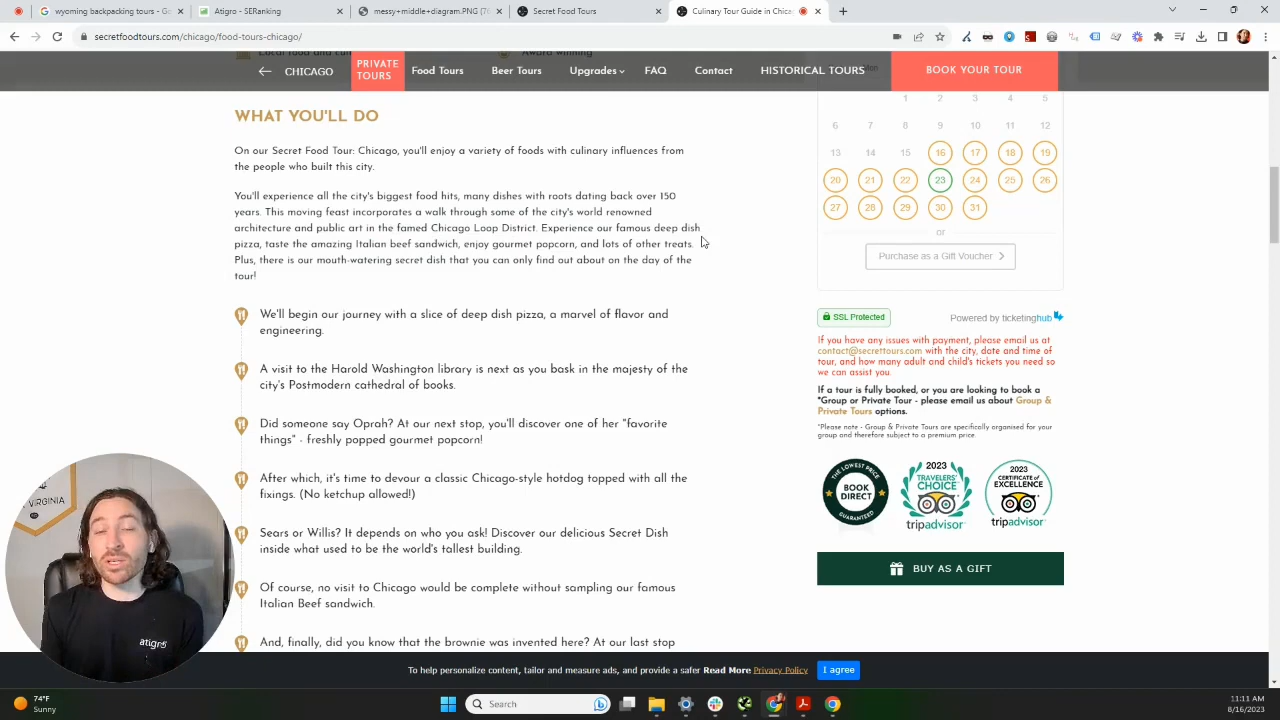 wyoming backpacking tours - G
Atigro - SEO Roadmap
madelleimagem.PNG (76
Secret Food Tours: Chicago w/ D
Culinary Tour Guide in Chicago
secretfoodtours.com/chicago/food-tours-chicago/
Local food and
Award winning
CHICAGO
PRIVATE
TOURS
Food Tours
Beer Tours
Upgrades
FAQ
Contact
HISTORICAL TOURS
BOOK YOUR TOUR
WHAT YOU'LL DO
On our Secret Food Tour: Chicago, you'll enjoy a variety of foods with culinary influences from
the people who built this city.
You'll experience all the city's biggest food hits, many dishes with roots dating back over 150
years. This moving feast incorporates a walk through some of the city's world renowned
architecture and public art in the famed Chicago Loop District. Experience our famous deep dish
pizza, taste the amazing Italian beef sandwich, enjoy gourmet popcorn, and lots of other treats.
Plus, there is our mouth-watering secret dish that you can only find out about on the day of the
tour!
We'll begin our journey with a slice of deep dish pizza, a marvel of flavor and
engineering.
A visit to the Harold Washington library is next as you bask in the majesty of the
city's Postmodern cathedral of books.
Did someone say Oprah? At our next stop, you'll discover one of her "favorite
things" - freshly popped gourmet popcorn!
After which, it's time to devour a classic Chicago-style hotdog topped with all the
fixings. (No ketchup allowed!)
Sears or Willis? It depends on who you ask! Discover our delicious Secret Dish
inside what used to be the world's tallest building.
Of course, no visit to Chicago would be complete without sampling our famous
Italian Beef sandwich.
And, finally, did you know that the brownie was invented here? At our last stop
Mon
1 2 3 4 5
6 7 8 9 10 11 12
13 14 15 16 17 18 19
20 21 22 23 24 25 26
27 28 29 30 31
or
Purchase as a Gift Voucher
SSL Protected
Powered by ticketinghub
If you have any issues with payment, please email us at
contact@secrettours.com with the city, date and time of
tour, and how many adult and child's tickets you need so
we can assist you.
If a tour is fully booked, or you are looking to book a
*Group or Private Tour - please email us about Group &
Private Tours options.
*Please note - Group & Private Tours are specifically organised for your
group and therefore subject to a premium price.
THE LOWEST PRICE
BOOK
DIRECT
GUARANTEED
2023
TRAVELERS'
CHOICE
tripadvisor
2023
CERTIFICATE of
EXCELLENCE
tripadvisor
BUY AS A GIFT
VIRGINIA
atigro
To help personalize content, tailor and measure ads, and provide a safer Read More Privacy Policy
I agree
74°F
Sunny
Search
11:11 AM
8/16/2023